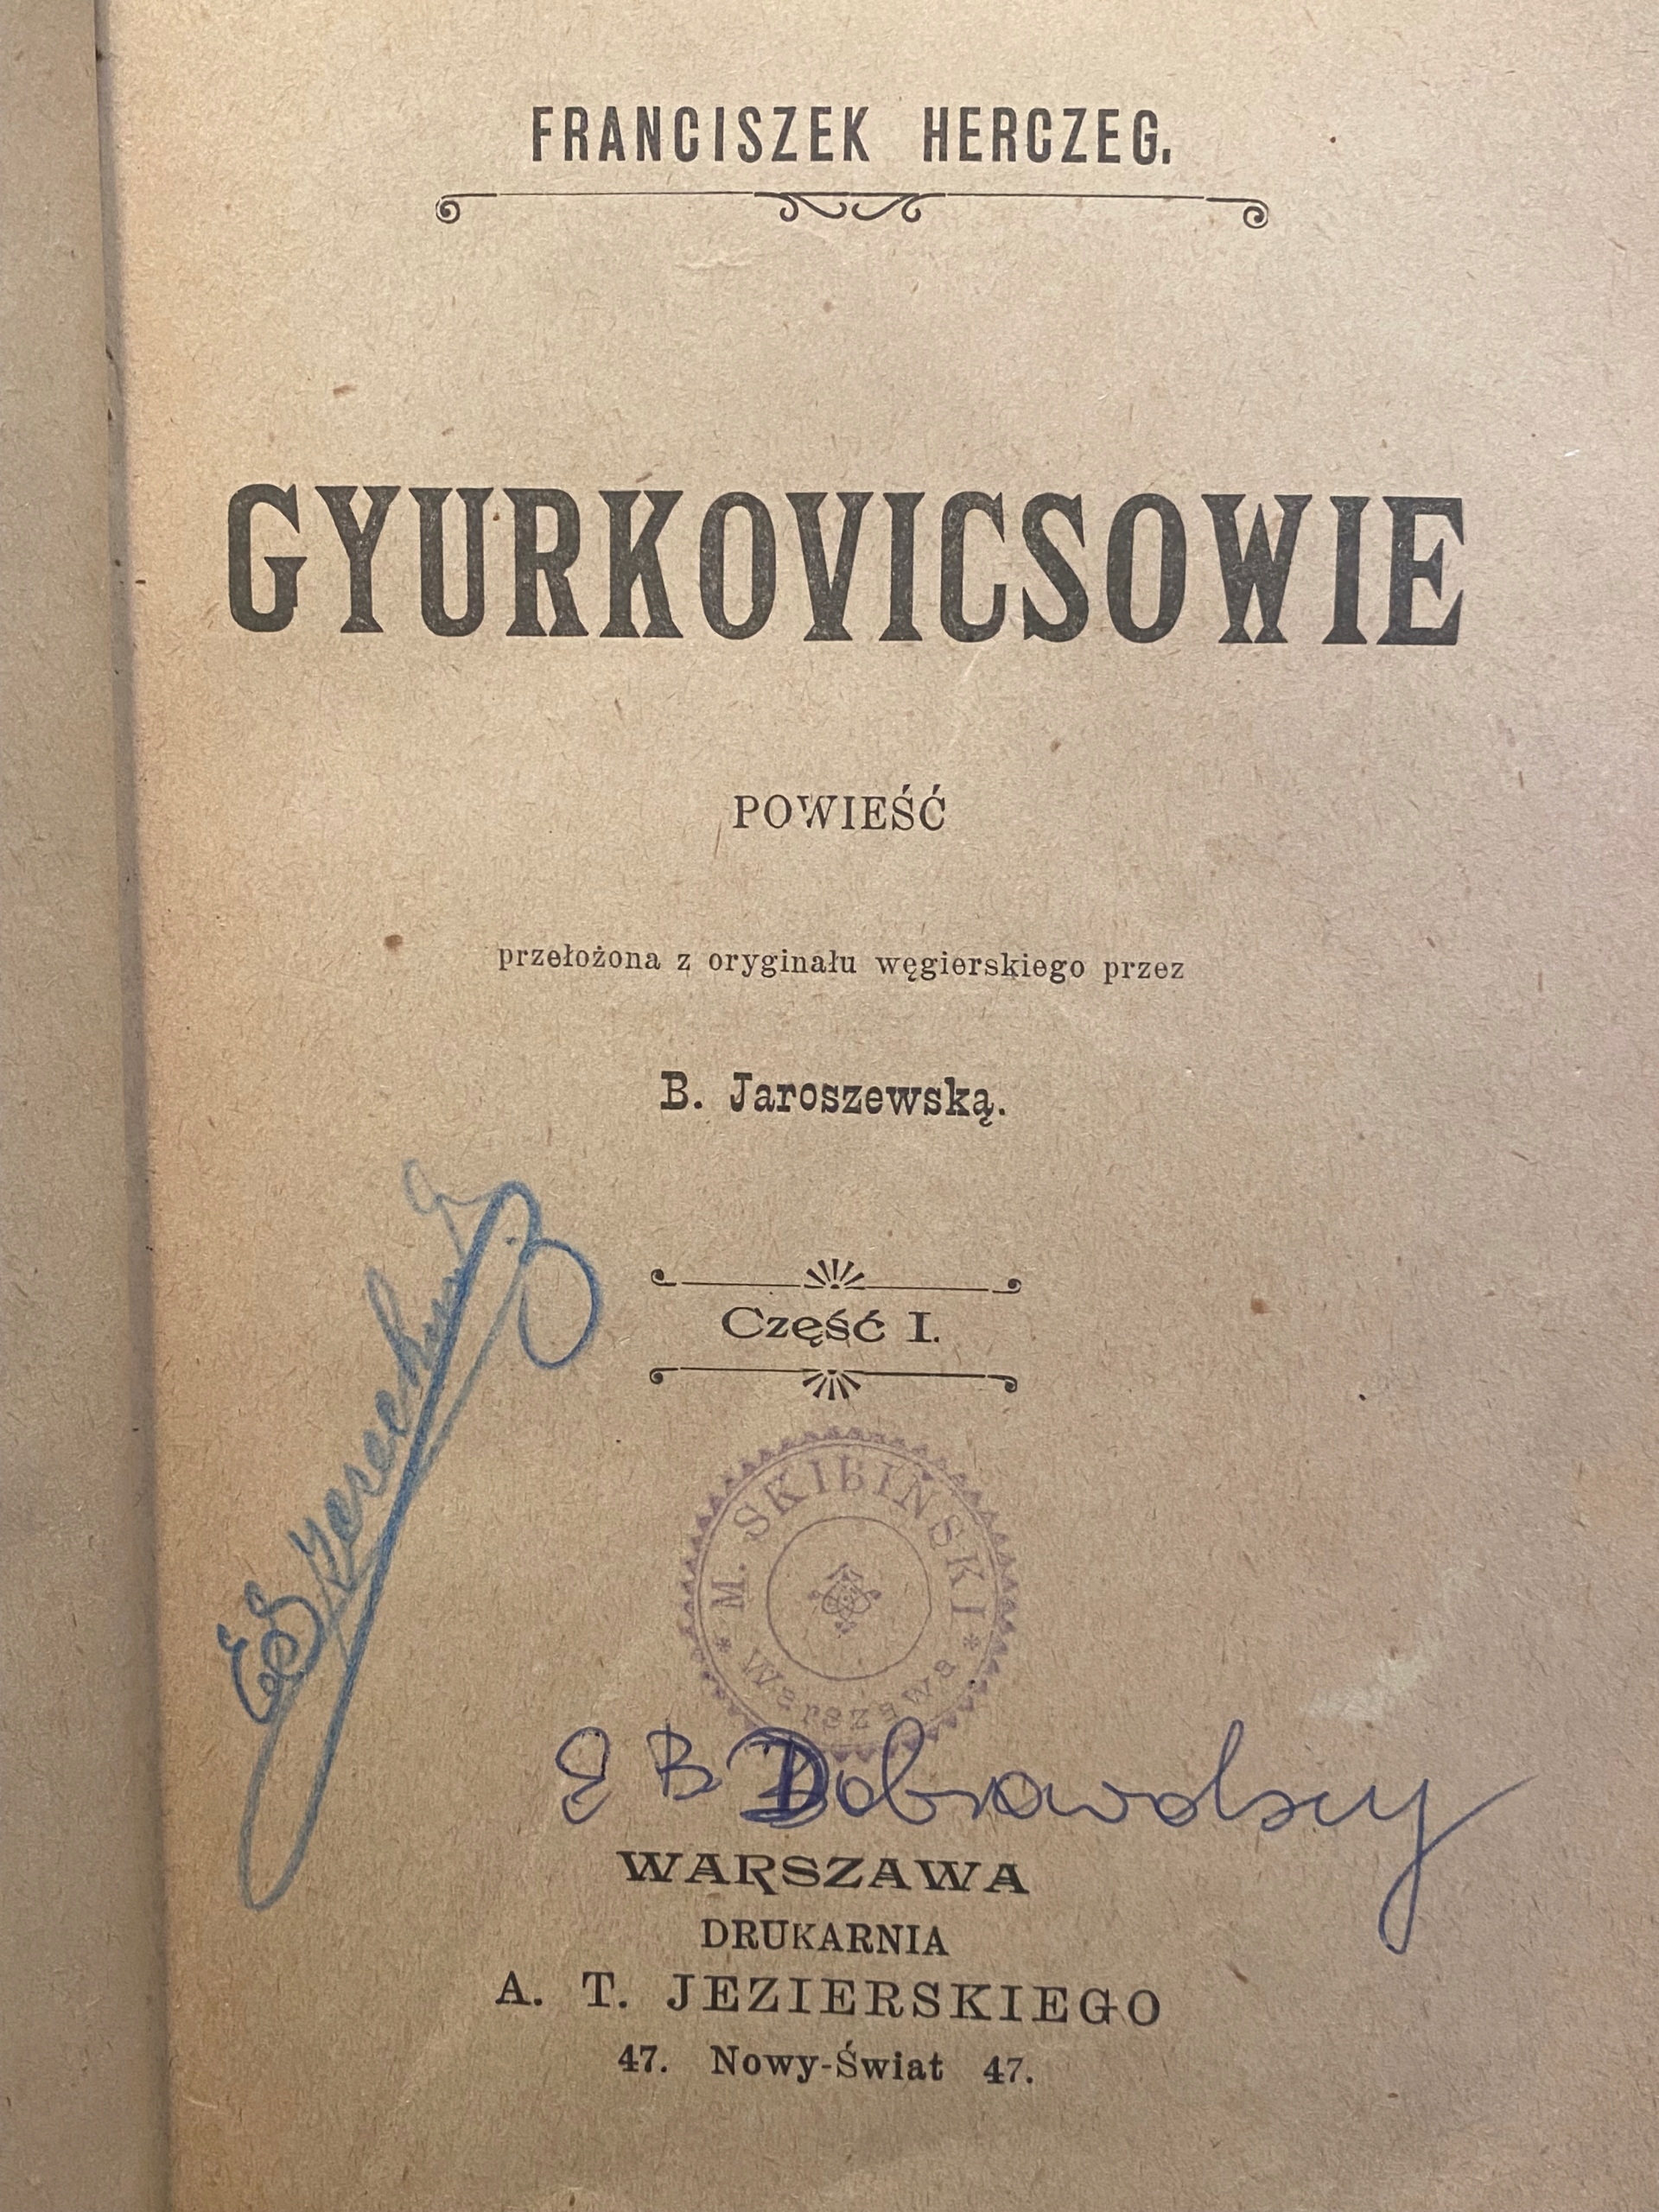 FRANCISZEK HERCZEG.
GYURKOVICSOWIE
POWIEŚĆ
przełożona z oryginału węgierskiego przez
B. Jaroszewską.
Część I.
M. SKIBIŃSKI
* Warszawa *
E B Dobrowolscy
WARSZAWA
DRUKARNIA
A. T. JEZIERSKIEGO
47. Nowy-Świat 47.